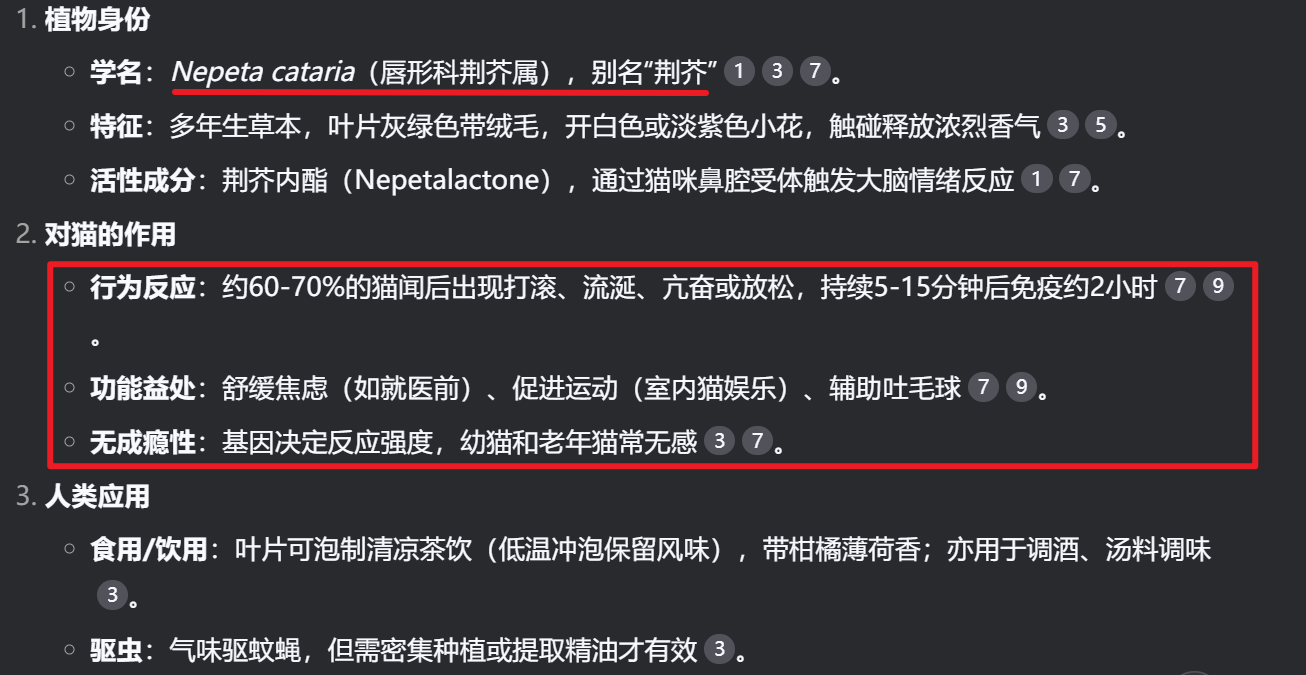 1. 植物身份
○ 学名：Nepeta cataria（唇形科荆芥属），别名“荆芥” 1 3 7。
○ 特征：多年生草本，叶片灰绿色带绒毛，开白色或淡紫色小花，触碰释放浓烈香气 3 5。
○ 活性成分：荆芥内酯（Nepetalactone），通过猫咪鼻腔受体触发大脑情绪反应 1 7。
2. 对猫的作用
○ 行为反应：约60-70%的猫闻后出现打滚、流涎、亢奋或放松，持续5-15分钟后免疫约2小时 7 9
。
○ 功能益处：舒缓焦虑（如就医前）、促进运动（室内猫娱乐）、辅助吐毛球 7 9。
○ 无成瘾性：基因决定反应强度，幼猫和老年猫常无感 3 7。
3. 人类应用
○ 食用/饮用：叶片可泡制清凉茶饮（低温冲泡保留风味），带柑橘薄荷香；亦用于调酒、汤料调味
3。
○ 驱虫：气味驱蚊蝇，但需密集种植或提取精油才有效 3。